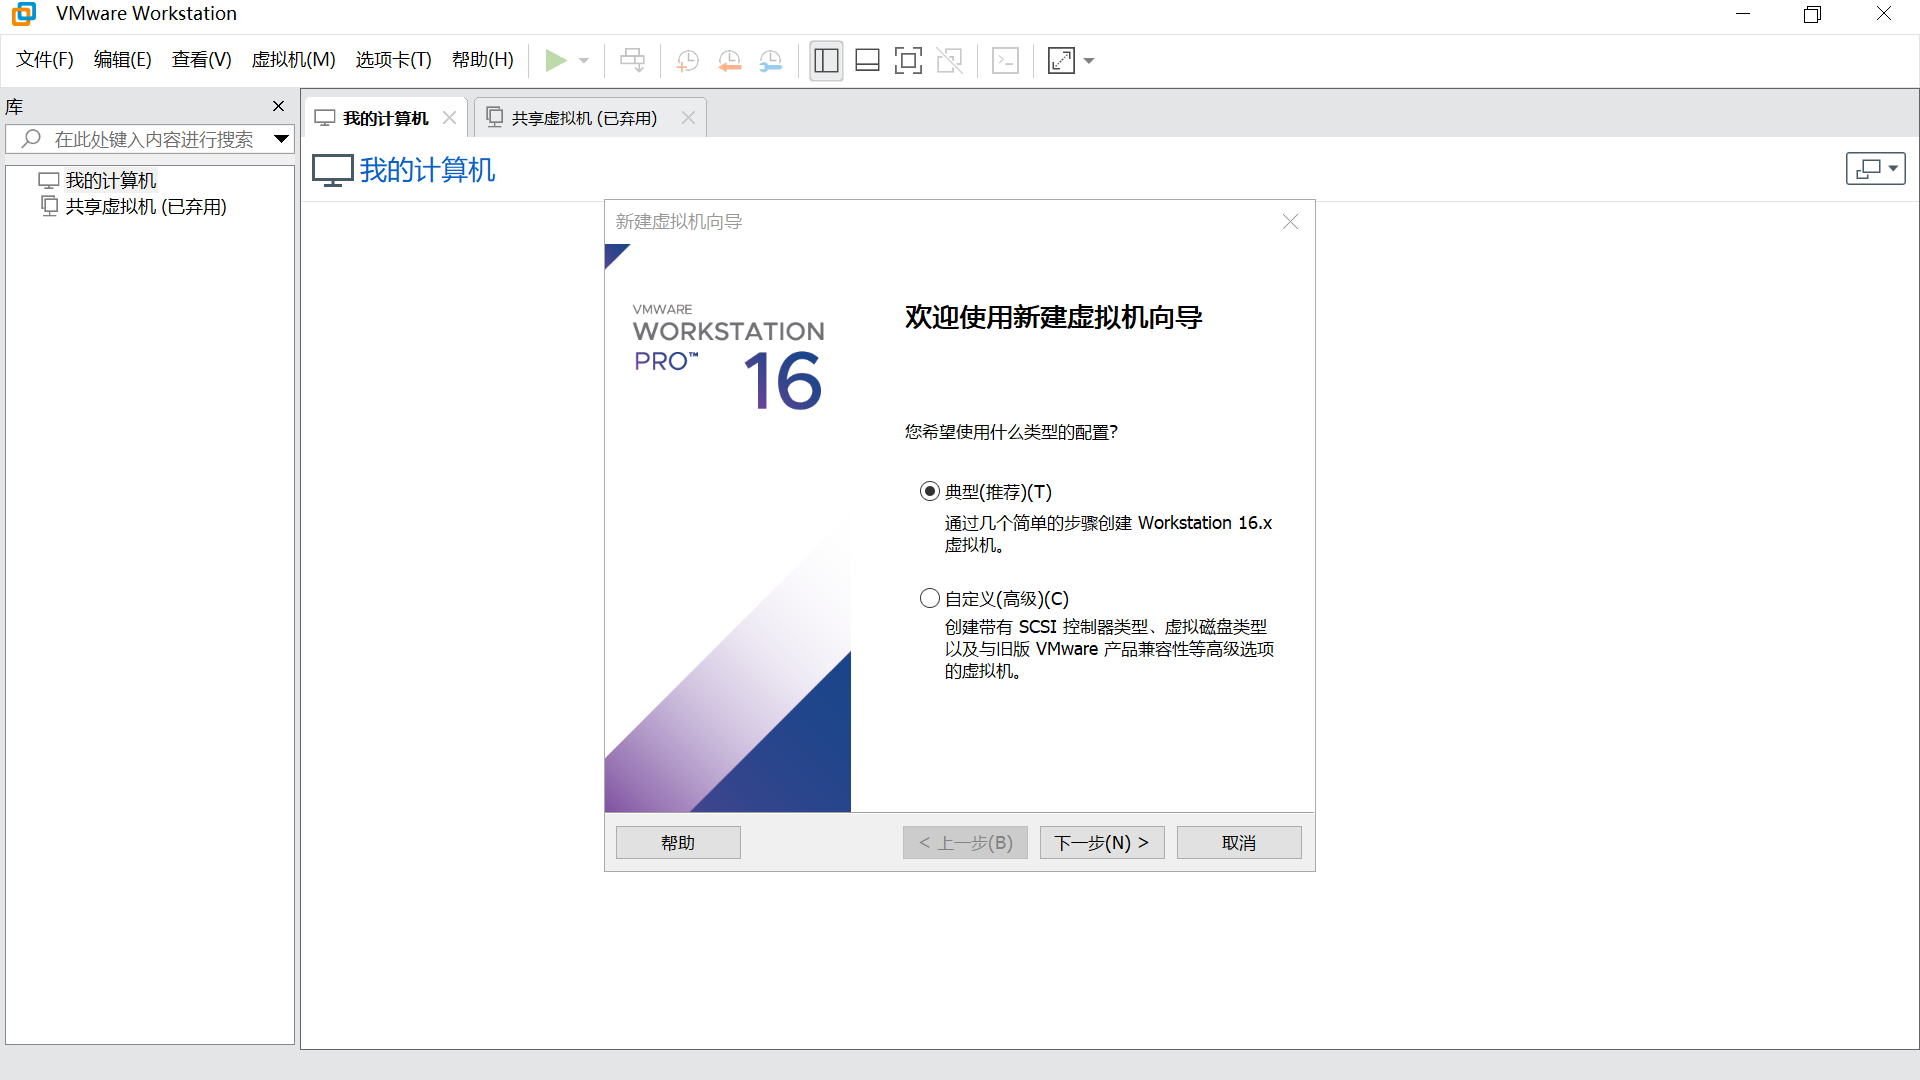 VMware Workstation
文件(F) 编辑(E) 查看(V) 虚拟机(M) 选项卡(T) 帮助(H)
库
在此处键入内容进行搜索
我的计算机
共享虚拟机 (已弃用)
我的计算机
共享虚拟机 (已弃用)
我的计算机
新建虚拟机向导
VMWARE
WORKSTATION
PRO™ 16
欢迎使用新建虚拟机向导
您希望使用什么类型的配置?
典型(推荐)(T)
通过几个简单的步骤创建 Workstation 16.x
虚拟机。
自定义(高级)(C)
创建带有 SCSI 控制器类型、虚拟磁盘类型
以及与旧版 VMware 产品兼容性等高级选项
的虚拟机。
帮助
< 上一步(B)
下一步(N) >
取消